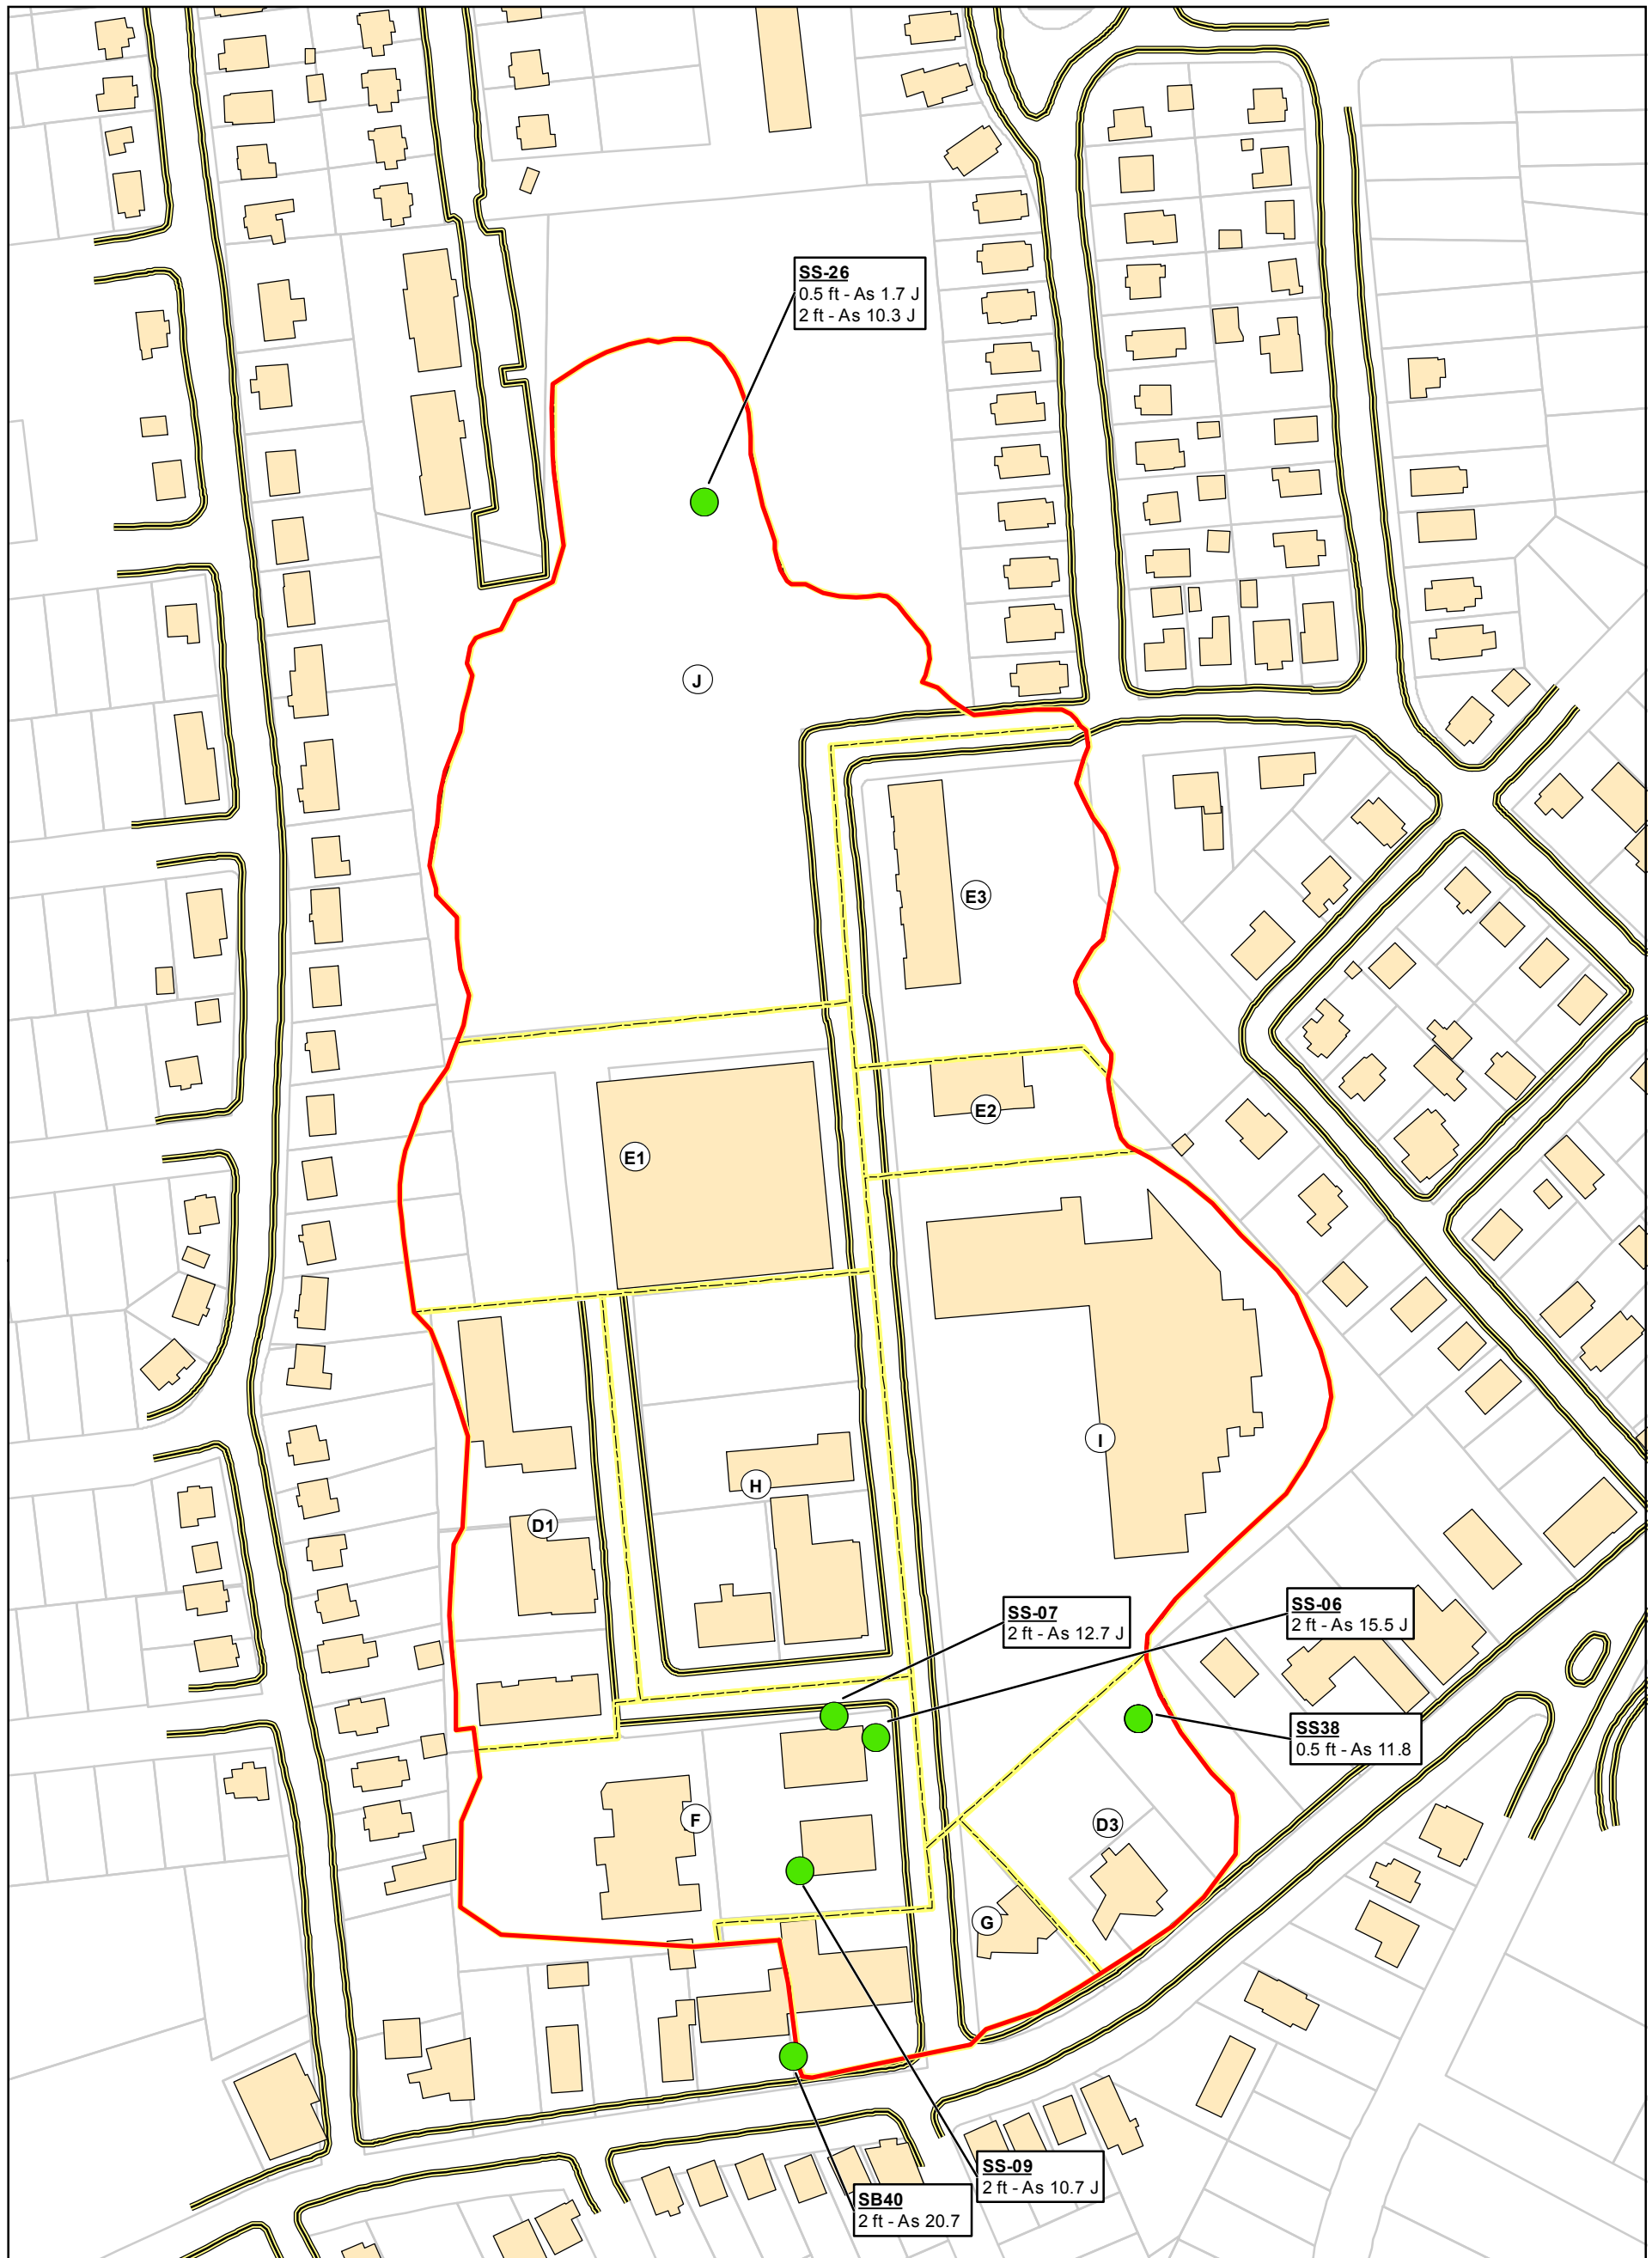 SS-26
0.5 ft - As 1.7 J
2 ft - As 10.3 J
J
E3
E2
E1
I
H
D1
SS-07
2 ft - As 12.7 J
SS-06
2 ft - As 15.5 J
SS38
0.5 ft - As 11.8
F
D3
G
SS-09
2 ft - As 10.7 J
SB40
2 ft - As 20.7